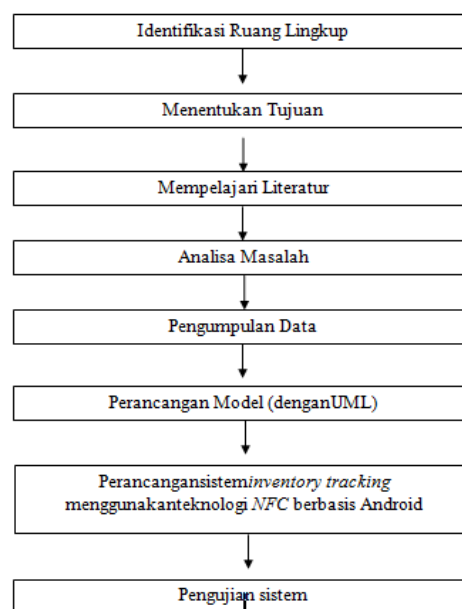 Identifikasi Ruang Lingkup
Menentukan Tujuan
Mempelajari Literatur
Analisa Masalah
Pengumpulan Data
Perancangan Model (denganUML)
Perancangansisteminventory tracking
menggunakanteknologi NFC berbasis Android
Pengujian sistem